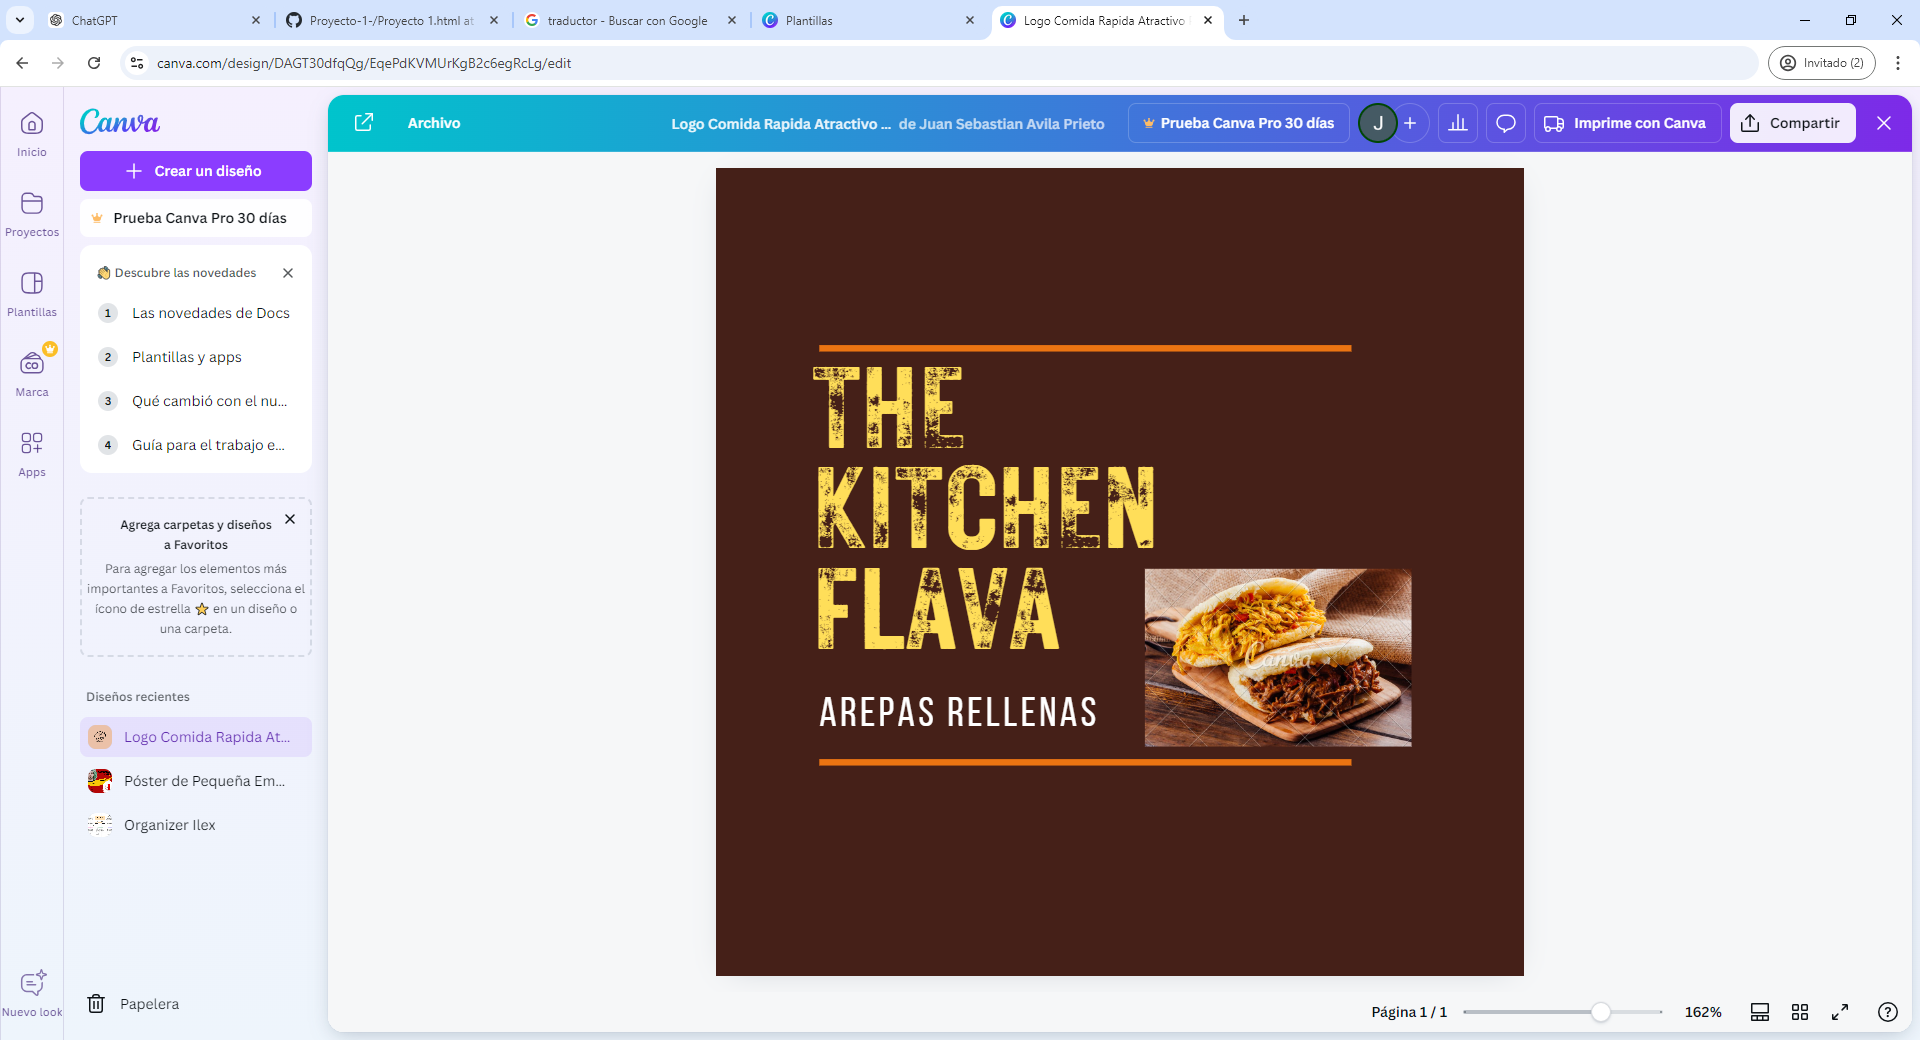 ChatGPT
Proyecto-1-/Proyecto 1.html at
traductor - Buscar con Google
Plantillas
Logo Comida Rapida Atractivo
canva.com/design/DAGT30dfqQg/EqePdKVMUrKgB2c6egRcLg/edit
Invitado (2)
Inicio
Proyectos
Plantillas
Marca
Apps
Nuevo look
Canva
Crear un diseño
Prueba Canva Pro 30 días
Descubre las novedades
1 Las novedades de Docs
2 Plantillas y apps
3 Qué cambió con el nu...
4 Guía para el trabajo e...
Agrega carpetas y diseños
a Favoritos
Para agregar los elementos más
importantes a Favoritos, selecciona el
ícono de estrella ⭐ en un diseño o
una carpeta.
Diseños recientes
Logo Comida Rapida At...
Póster de Pequeña Em...
Organizer Ilex
Papelera
Archivo
Logo Comida Rapida Atractivo ... de Juan Sebastian Avila Prieto
Prueba Canva Pro 30 días
J
Imprime con Canva
Compartir
THE
KITCHEN
FLAVA
AREPAS RELLENAS
Canva
Página 1 / 1
162%